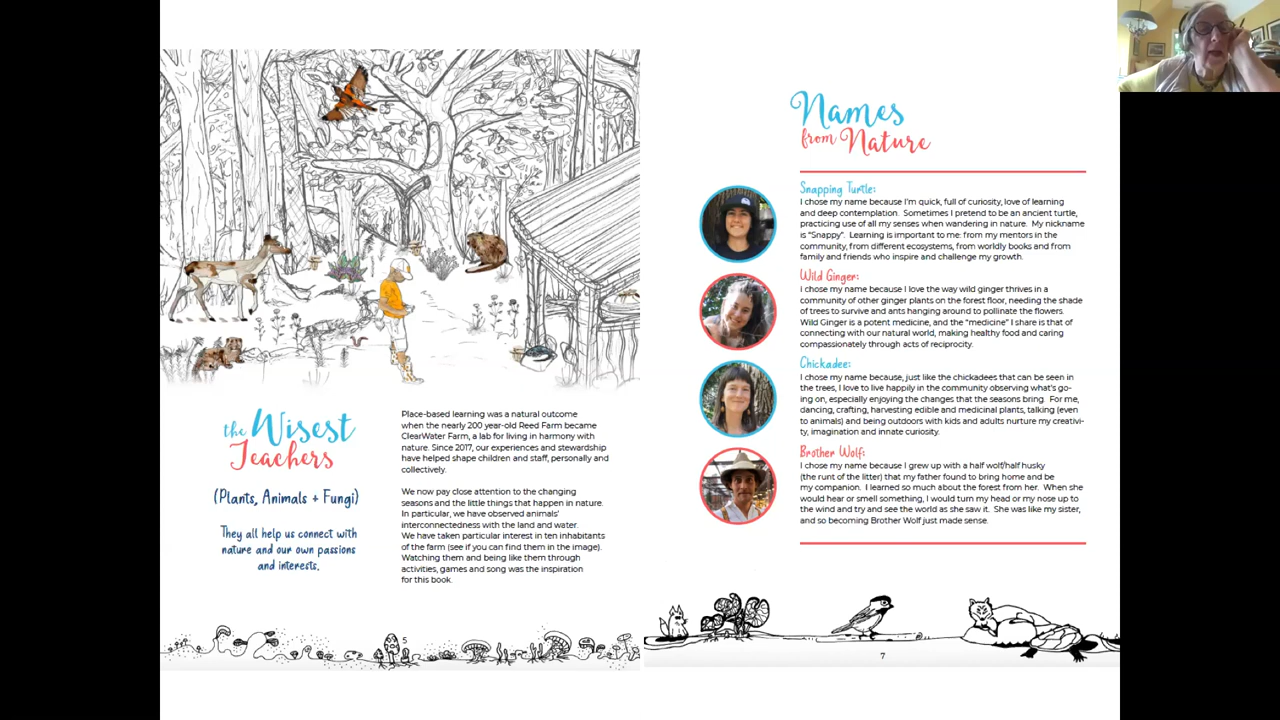 the Wisest
Teachers
(Plants, Animals + Fungi)
They all help us connect with
nature and our own passions
and interests.
Place-based learning was a natural outcome
when the nearly 200 year-old Reed Farm became
ClearWater Farm, a lab for living in harmony with
nature. Since 2017, our experiences and stewardship
have helped shape children and staff, personally and
collectively.
We now pay close attention to the changing
seasons and the little things that happen in nature.
In particular, we have observed animals'
interconnectedness with the land and water.
We have taken particular interest in ten inhabitants
of the farm (see if you can find them in the image).
Watching them and being like them through
activities, games and song was the inspiration
for this book.
5
Names
from Nature
Snapping Turtle:
I chose my name because I'm quick, full of curiosity, love of learning
and deep contemplation. Sometimes I pretend to be an ancient turtle,
practicing use of all my senses when wandering in nature. My nickname
is "Snappy". Learning is important to me: from my mentors in the
community, from different ecosystems, from worldly books and from
family and friends who inspire and challenge my growth.
Wild Ginger:
I chose my name because I love the way wild ginger thrives in a
community of other ginger plants on the forest floor, needing the shade
of trees to survive and ants hanging around to pollinate the flowers.
Wild Ginger is a potent medicine, and the "medicine" I share is that of
connecting with our natural world, making healthy food and caring
compassionately through acts of reciprocity.
Chickadee:
I chose my name because, just like the chickadees that can be seen in
the trees, I love to live happily in the community observing what's go-
ing on, especially enjoying the changes that the seasons bring. For me,
dancing, crafting, harvesting edible and medicinal plants, talking (even
to animals) and being outdoors with kids and adults nurture my creativi-
ty, imagination and innate curiosity.
Brother Wolf:
I chose my name because I grew up with a half wolf/half husky
(the runt of the litter) that my father found to bring home and be
my companion. I learned so much about the forest from her. When she
would hear or smell something, I would turn my head or my nose up to
the wind and try and see the world as she saw it. She was like my sister,
and so becoming Brother Wolf just made sense.
7